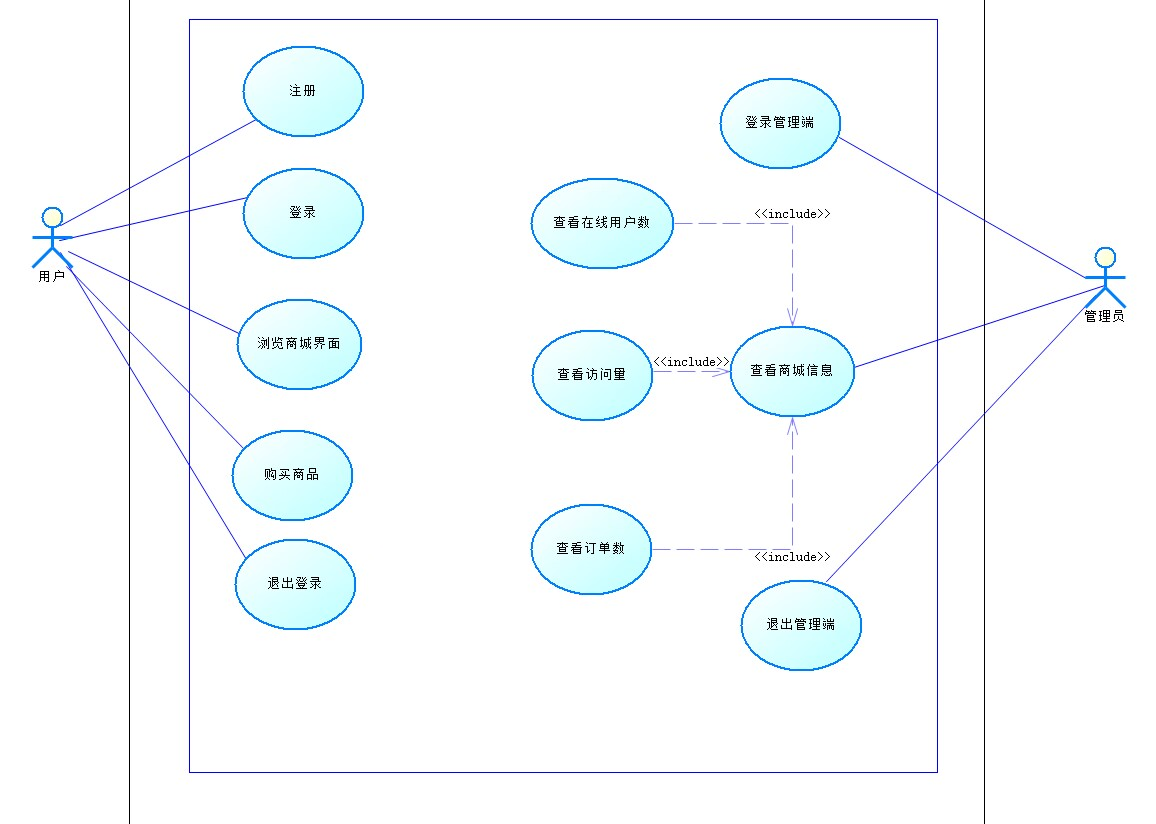 注册
登录管理端
登录
查看在线用户数
<<include>>
用户
管理员
浏览商城界面
查看访问量
<<include>>
查看商城信息
购买商品
查看订单数
<<include>>
退出登录
退出管理端